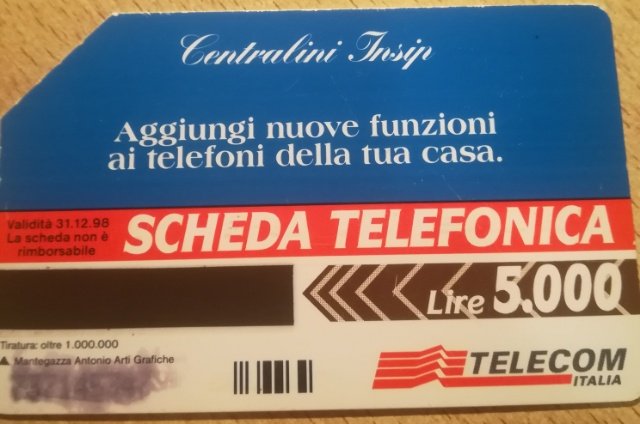 Centralini Insip
Aggiungi nuove funzioni
ai telefoni della tua casa.
Validità 31.12.98
La scheda non è
rimborsabile
SCHEDA TELEFONICA
Lire 5.000
Tiratura: oltre 1.000.000
Mantegazza Antonio Arti Grafiche
TELECOM
ITALIA